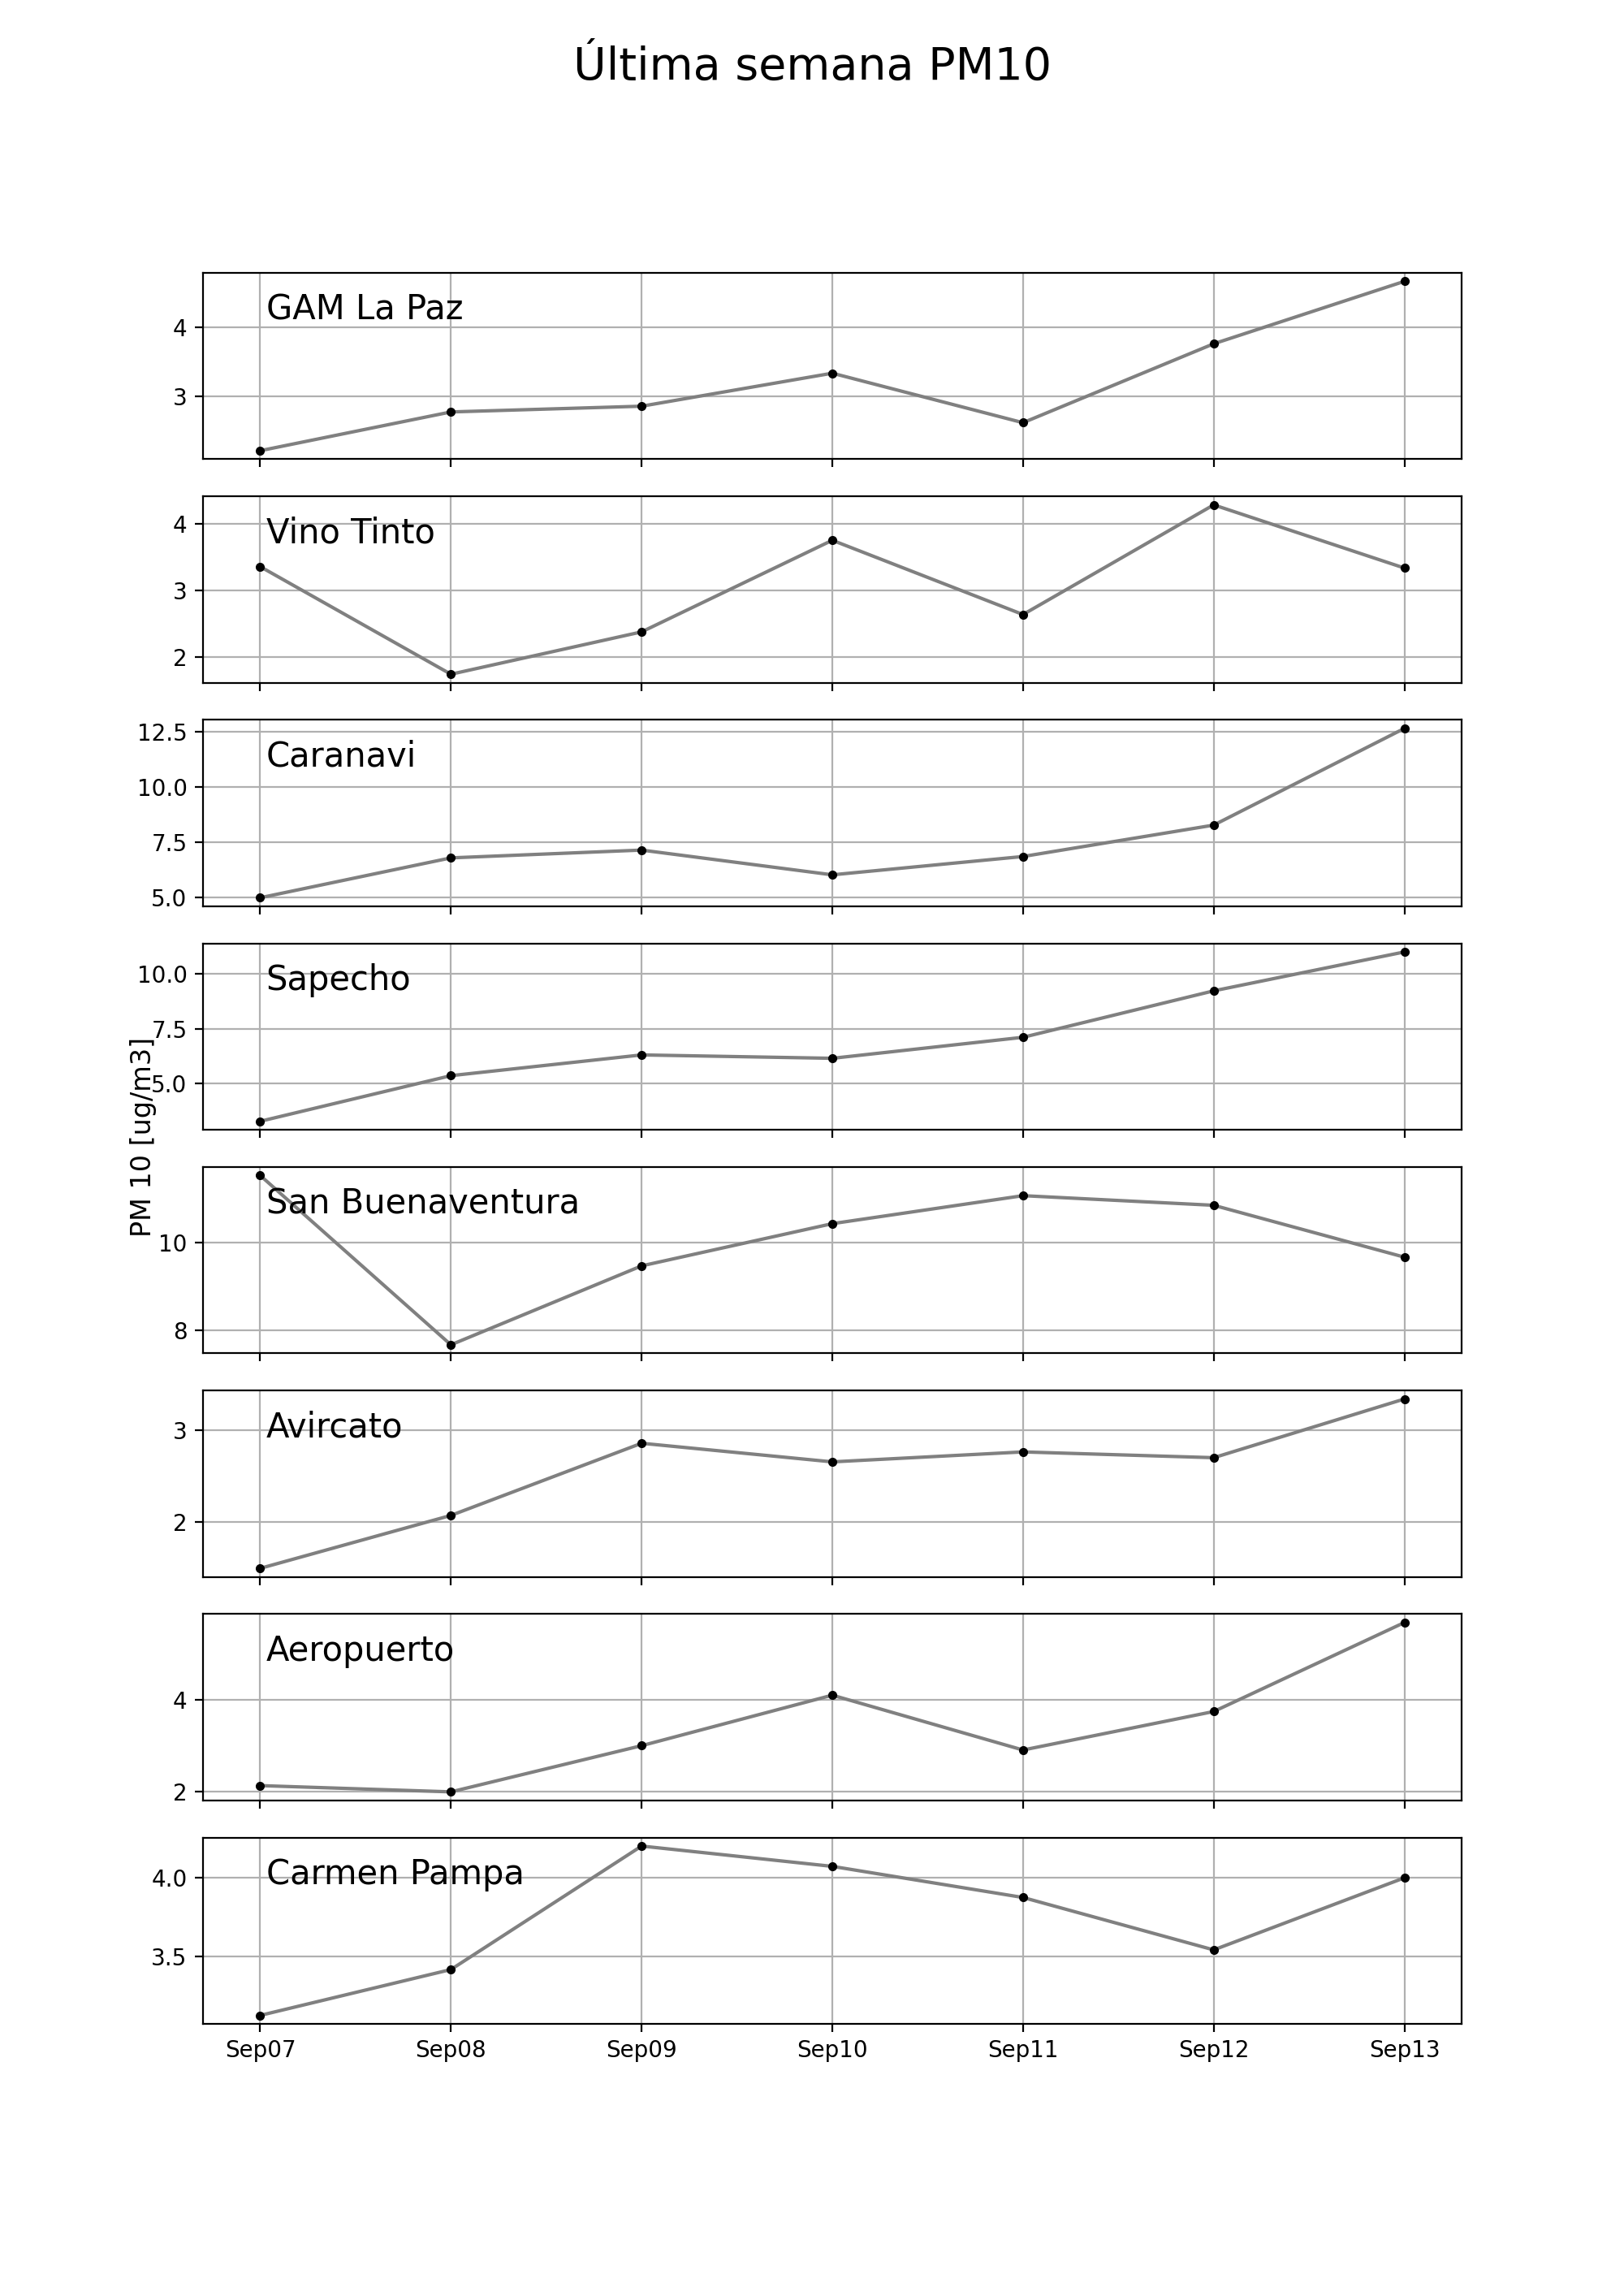 Última semana PM10
GAM La Paz
4
3
Vino Tinto
4
3
2
Caranavi
12.5
10.0
7.5
5.0
Sapecho
10.0
7.5
5.0
PM 10 [ug/m3]
San Buenaventura
10
8
Avircato
3
2
Aeropuerto
4
2
Carmen Pampa
4.0
3.5
Sep07 Sep08 Sep09 Sep10 Sep11 Sep12 Sep13